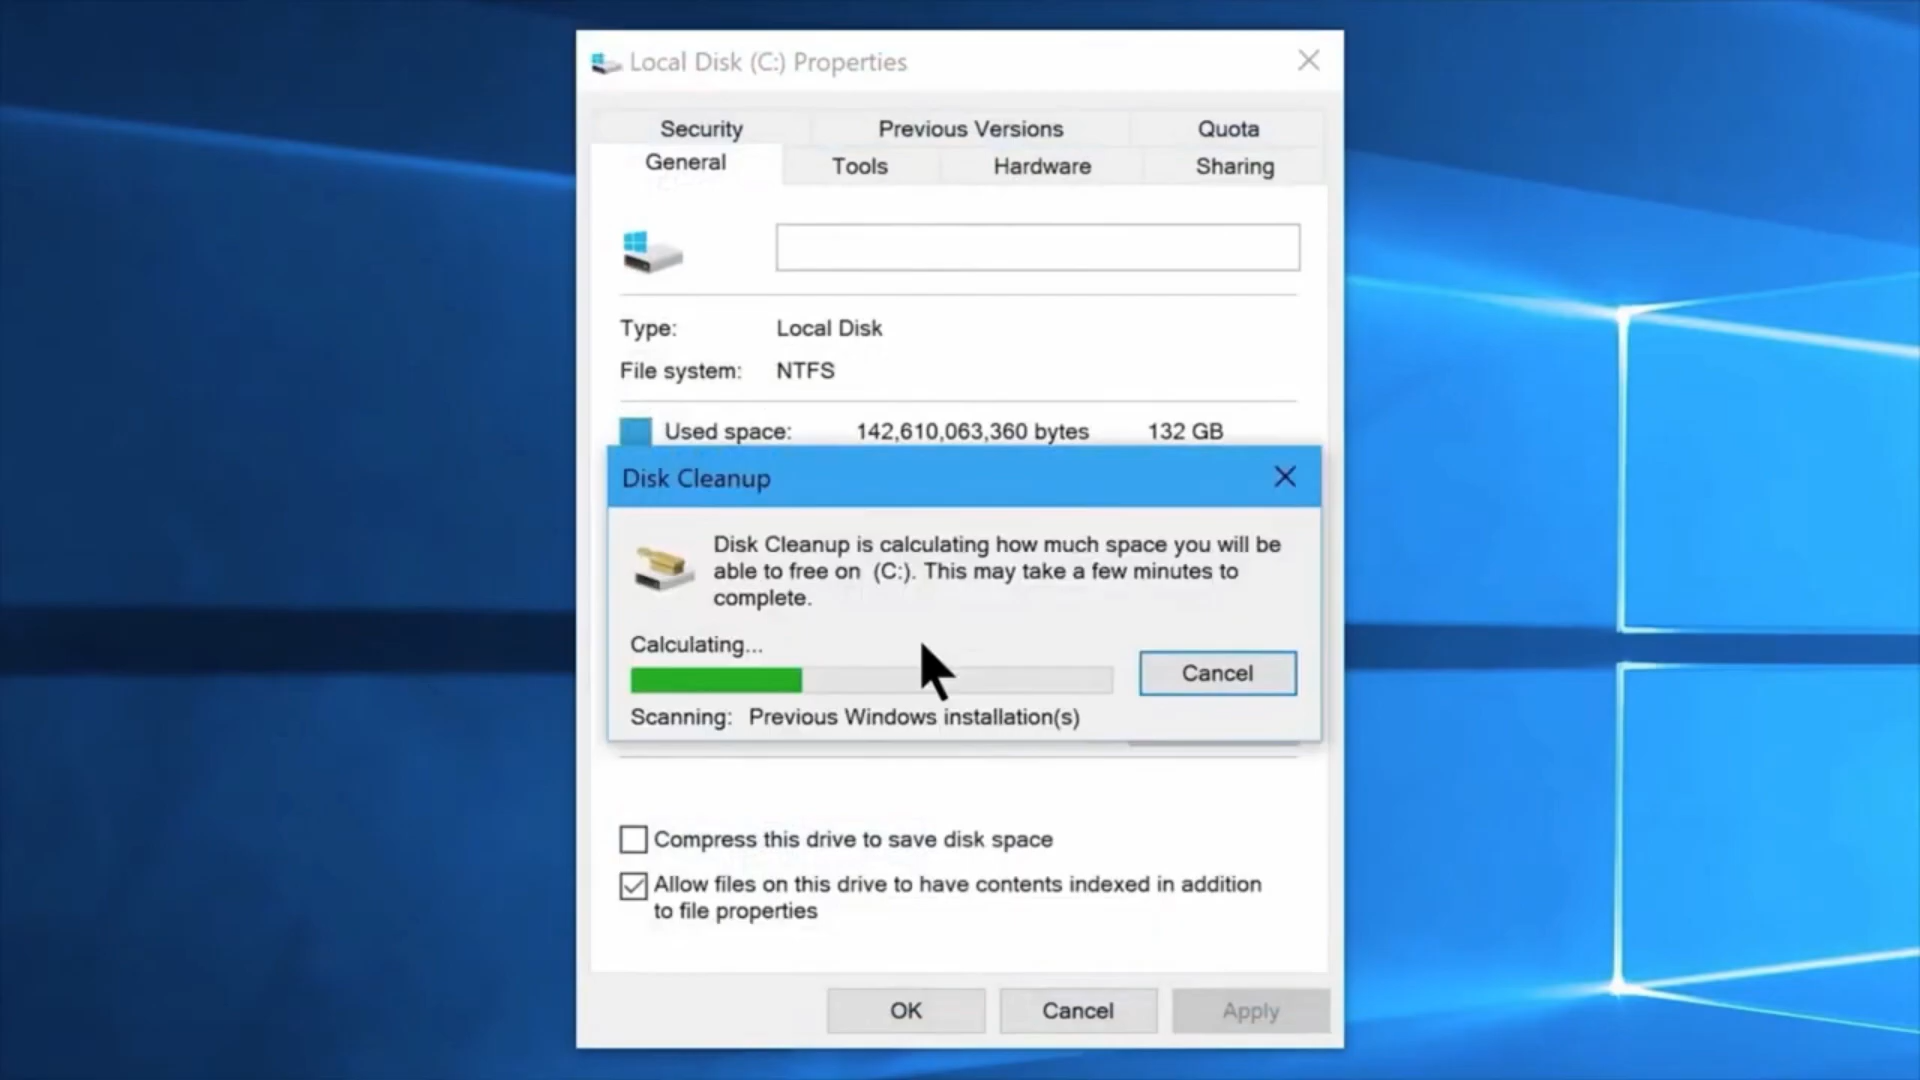 Local Disk (C:) Properties
Security Previous Versions Quota
General Tools Hardware Sharing
Type: Local Disk
File system: NTFS
Used space: 142,610,063,360 bytes 132 GB
Disk Cleanup
Disk Cleanup is calculating how much space you will be
able to free on (C:). This may take a few minutes to
complete.
Calculating...
Cancel
Scanning: Previous Windows installation(s)
Compress this drive to save disk space
Allow files on this drive to have contents indexed in addition
to file properties
OK Cancel Apply